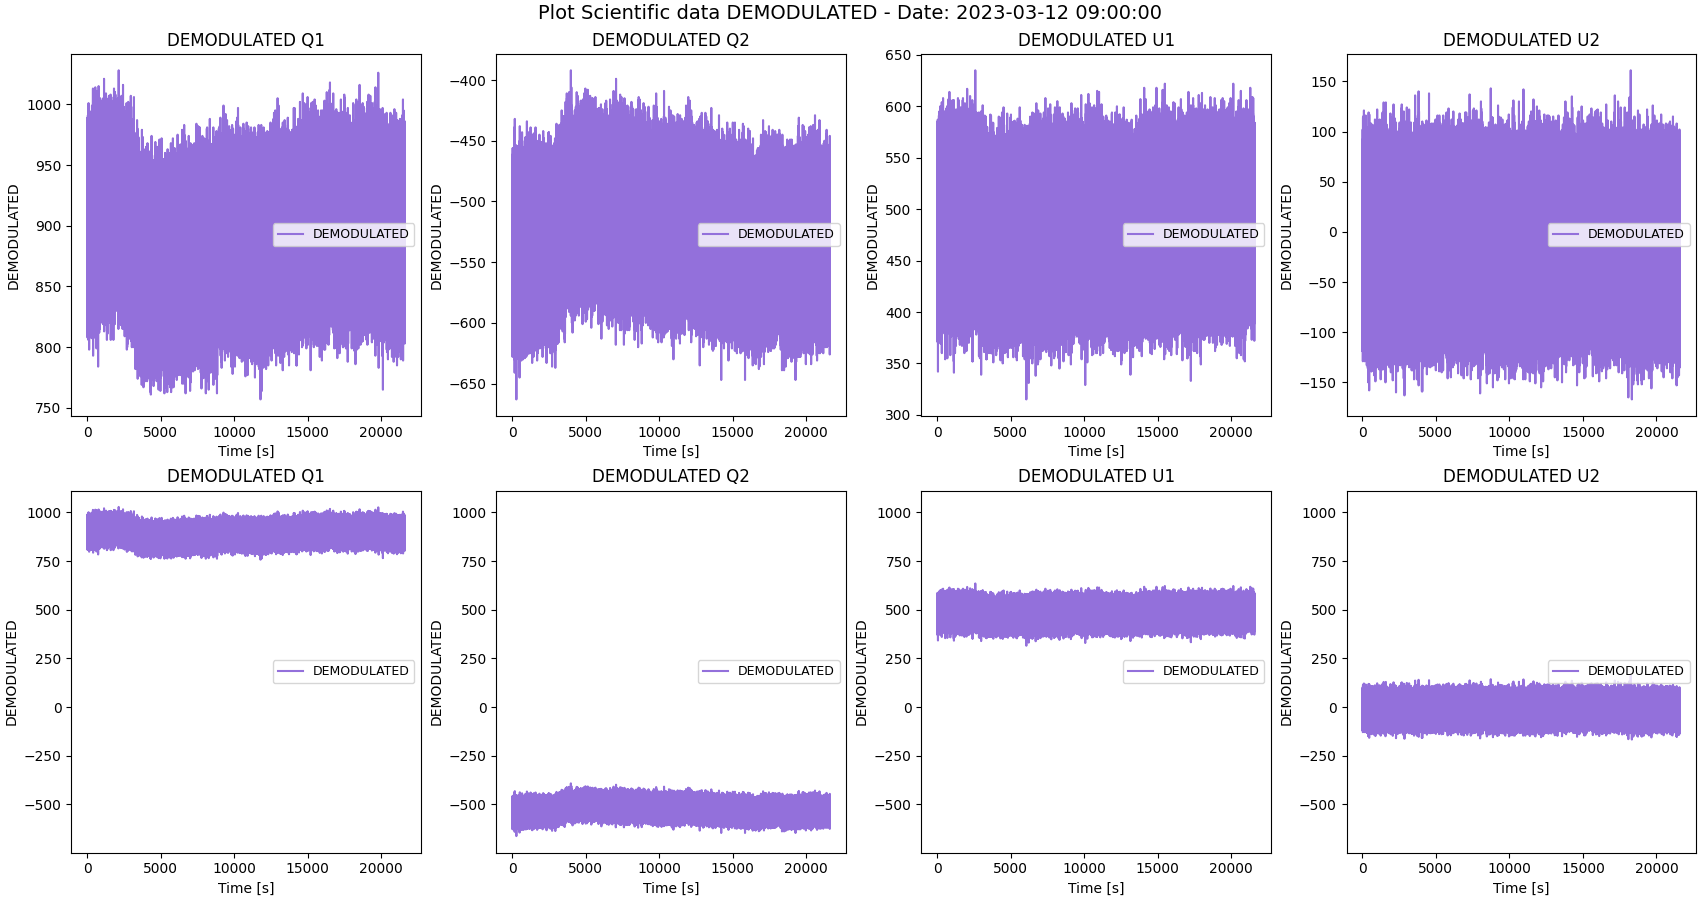 Plot Scientific data DEMODULATED - Date: 2023-03-12 09:00:00
DEMODULATED Q1
DEMODULATED
1000
950
900
850
800
750
DEMODULATED
0 5000 10000 15000 20000
Time [s]
DEMODULATED Q2
DEMODULATED
−400
−450
−500
−550
−600
−650
DEMODULATED
0 5000 10000 15000 20000
Time [s]
DEMODULATED U1
DEMODULATED
650
600
550
500
450
400
350
300
DEMODULATED
0 5000 10000 15000 20000
Time [s]
DEMODULATED U2
DEMODULATED
150
100
50
0
−50
−100
−150
DEMODULATED
0 5000 10000 15000 20000
Time [s]
DEMODULATED Q1
DEMODULATED
1000
750
500
250
0
−250
−500
DEMODULATED
0 5000 10000 15000 20000
Time [s]
DEMODULATED Q2
DEMODULATED
1000
750
500
250
0
−250
−500
DEMODULATED
0 5000 10000 15000 20000
Time [s]
DEMODULATED U1
DEMODULATED
1000
750
500
250
0
−250
−500
DEMODULATED
0 5000 10000 15000 20000
Time [s]
DEMODULATED U2
DEMODULATED
1000
750
500
250
0
−250
−500
DEMODULATED
0 5000 10000 15000 20000
Time [s]